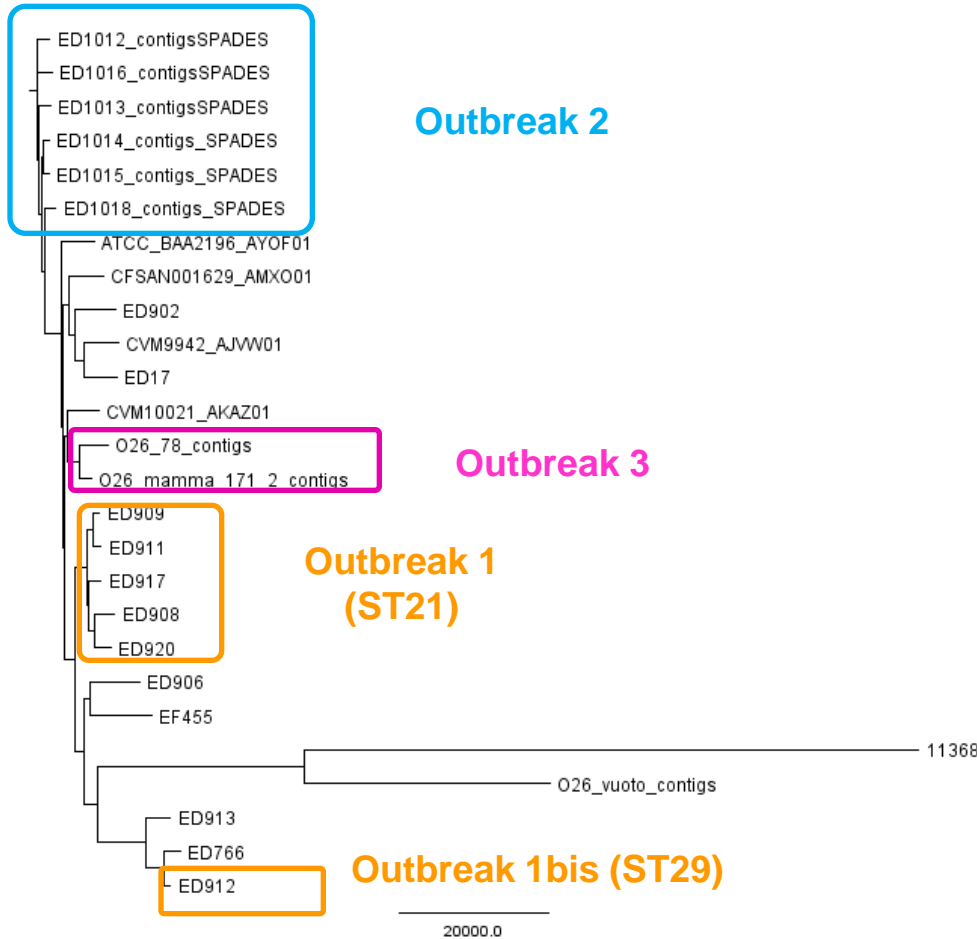 ED1012_contigsSPADES
ED1016_contigsSPADES
ED1013_contigsSPADES
Outbreak 2
ED1014_contigs_SPADES
ED1015_contigs_SPADES
ED1018_contigs_SPADES
ATCC_BAA2196_AYOF01
CFSAN001629_AMXO01
ED902
CVM9942_AJVW01
ED17
CVM10021_AKAZ01
O26_78_contigs
Outbreak 3
O26_mamma_171_2_contigs
ED909
ED911
Outbreak 1
(ST21)
ED917
ED908
ED920
ED906
EF455
11368
O26_vuoto_contigs
ED913
ED766
Outbreak 1bis (ST29)
ED912
20000.0